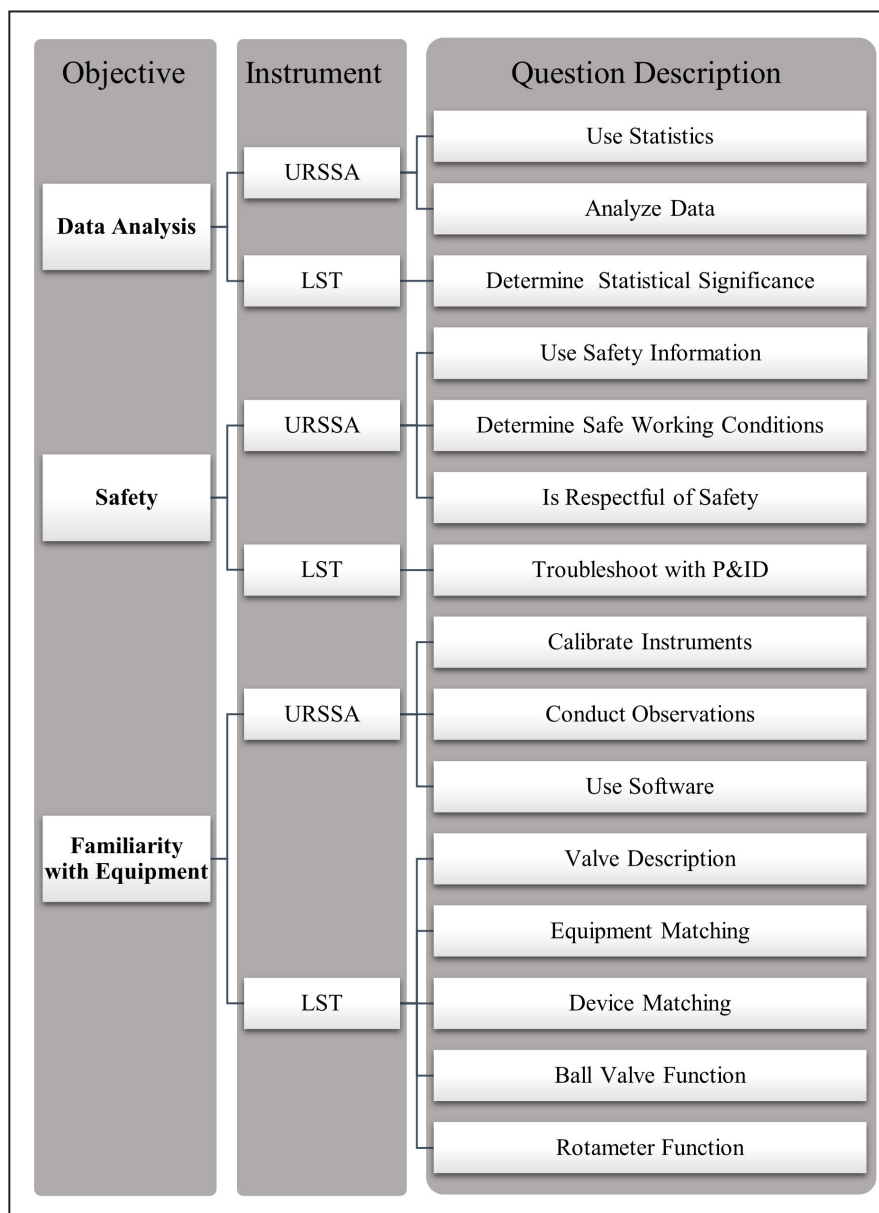 Objective
Instrument
Question Description
Data Analysis
URSSA
Use Statistics
Analyze Data
LST
Determine Statistical Significance
Safety
URSSA
Use Safety Information
Determine Safe Working Conditions
Is Respectful of Safety
LST
Troubleshoot with P&ID
Familiarity
with Equipment
URSSA
Calibrate Instruments
Conduct Observations
Use Software
LST
Valve Description
Equipment Matching
Device Matching
Ball Valve Function
Rotameter Function